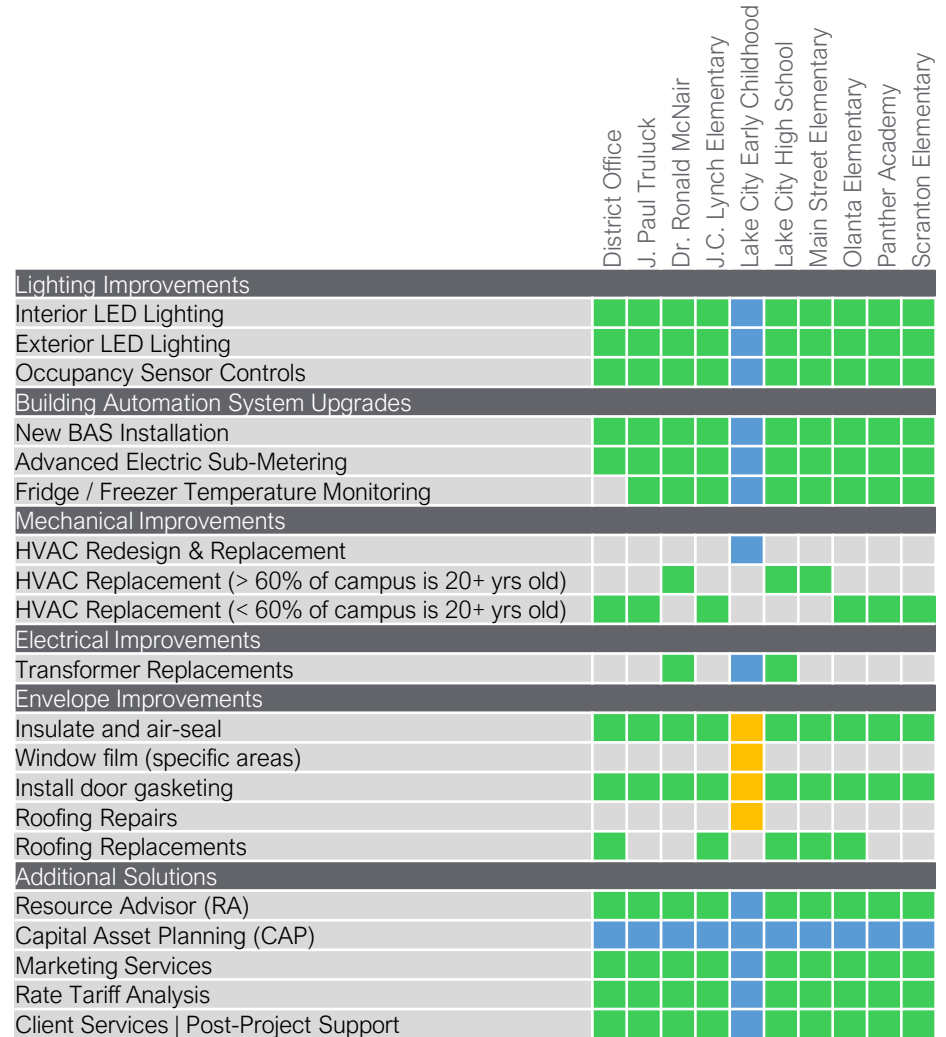 District Office
J. Paul Truluck
Dr. Ronald McNair
J.C. Lynch Elementary
Lake City Early Childhood
Lake City High School
Main Street Elementary
Olanta Elementary
Panther Academy
Scranton Elementary
Lighting Improvements
Interior LED Lighting
Exterior LED Lighting
Occupancy Sensor Controls
Building Automation System Upgrades
New BAS Installation
Advanced Electric Sub-Metering
Fridge / Freezer Temperature Monitoring
Mechanical Improvements
HVAC Redesign & Replacement
HVAC Replacement (> 60% of campus is 20+ yrs old)
HVAC Replacement (< 60% of campus is 20+ yrs old)
Electrical Improvements
Transformer Replacements
Envelope Improvements
Insulate and air-seal
Window film (specific areas)
Install door gasketing
Roofing Repairs
Roofing Replacements
Additional Solutions
Resource Advisor (RA)
Capital Asset Planning (CAP)
Marketing Services
Rate Tariff Analysis
Client Services | Post-Project Support